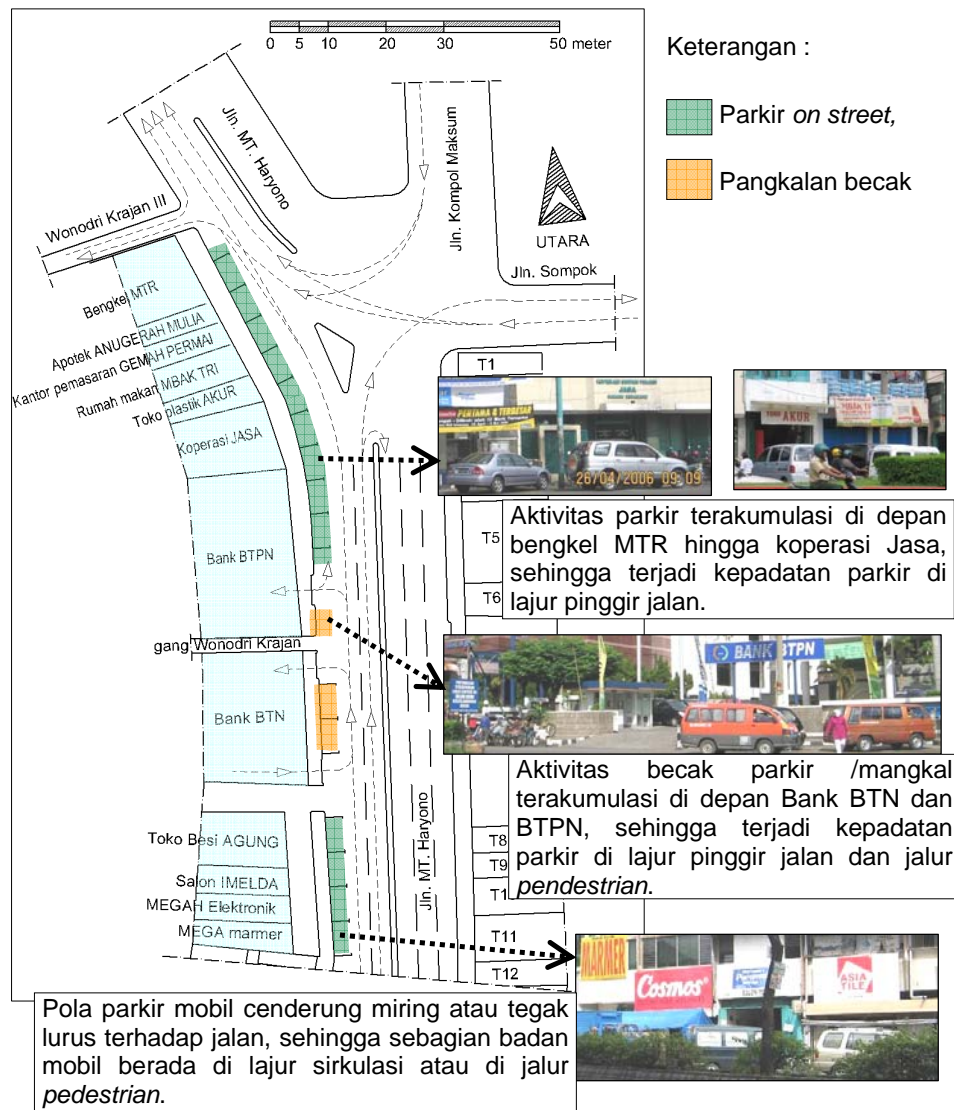 0 5 10 20 30 50 meter
Keterangan :
Parkir on street,
Pangkalan becak
Jln. MT. Haryono
Jln. Kompol Maksum
UTARA
Wonodri Krajan III
Jln. Sompok
Bengkel MTR
Apotek ANUGERAH MULIA
Kantor pemasaran GEMAH PERMAI
Rumah makan MBAK TRI
Toko plastik AKUR
Koperasi JASA
T1
PERTAMA & TERBESAR
JASA
26/04/2006 09:09
AKUR
MBAK TRI
Aktivitas parkir terakumulasi di depan
bengkel MTR hingga koperasi Jasa,
sehingga terjadi kepadatan parkir di
lajur pinggir jalan.
T5
T6
Bank BTPN
gang Wonodri Krajan
BANK BTPN
Bank BTN
Aktivitas becak parkir /mangkal
terakumulasi di depan Bank BTN dan
BTPN, sehingga terjadi kepadatan
parkir di lajur pinggir jalan dan jalur
pendestrian.
Jln. MT. Haryono
Toko Besi AGUNG
Salon IMELDA
MEGAH Elektronik
MEGA marmer
T8
T9
T11
T12
MARMER
Cosmos
ASIA
TILE
Pola parkir mobil cenderung miring atau tegak
lurus terhadap jalan, sehingga sebagian badan
mobil berada di lajur sirkulasi atau di jalur
pedestrian.